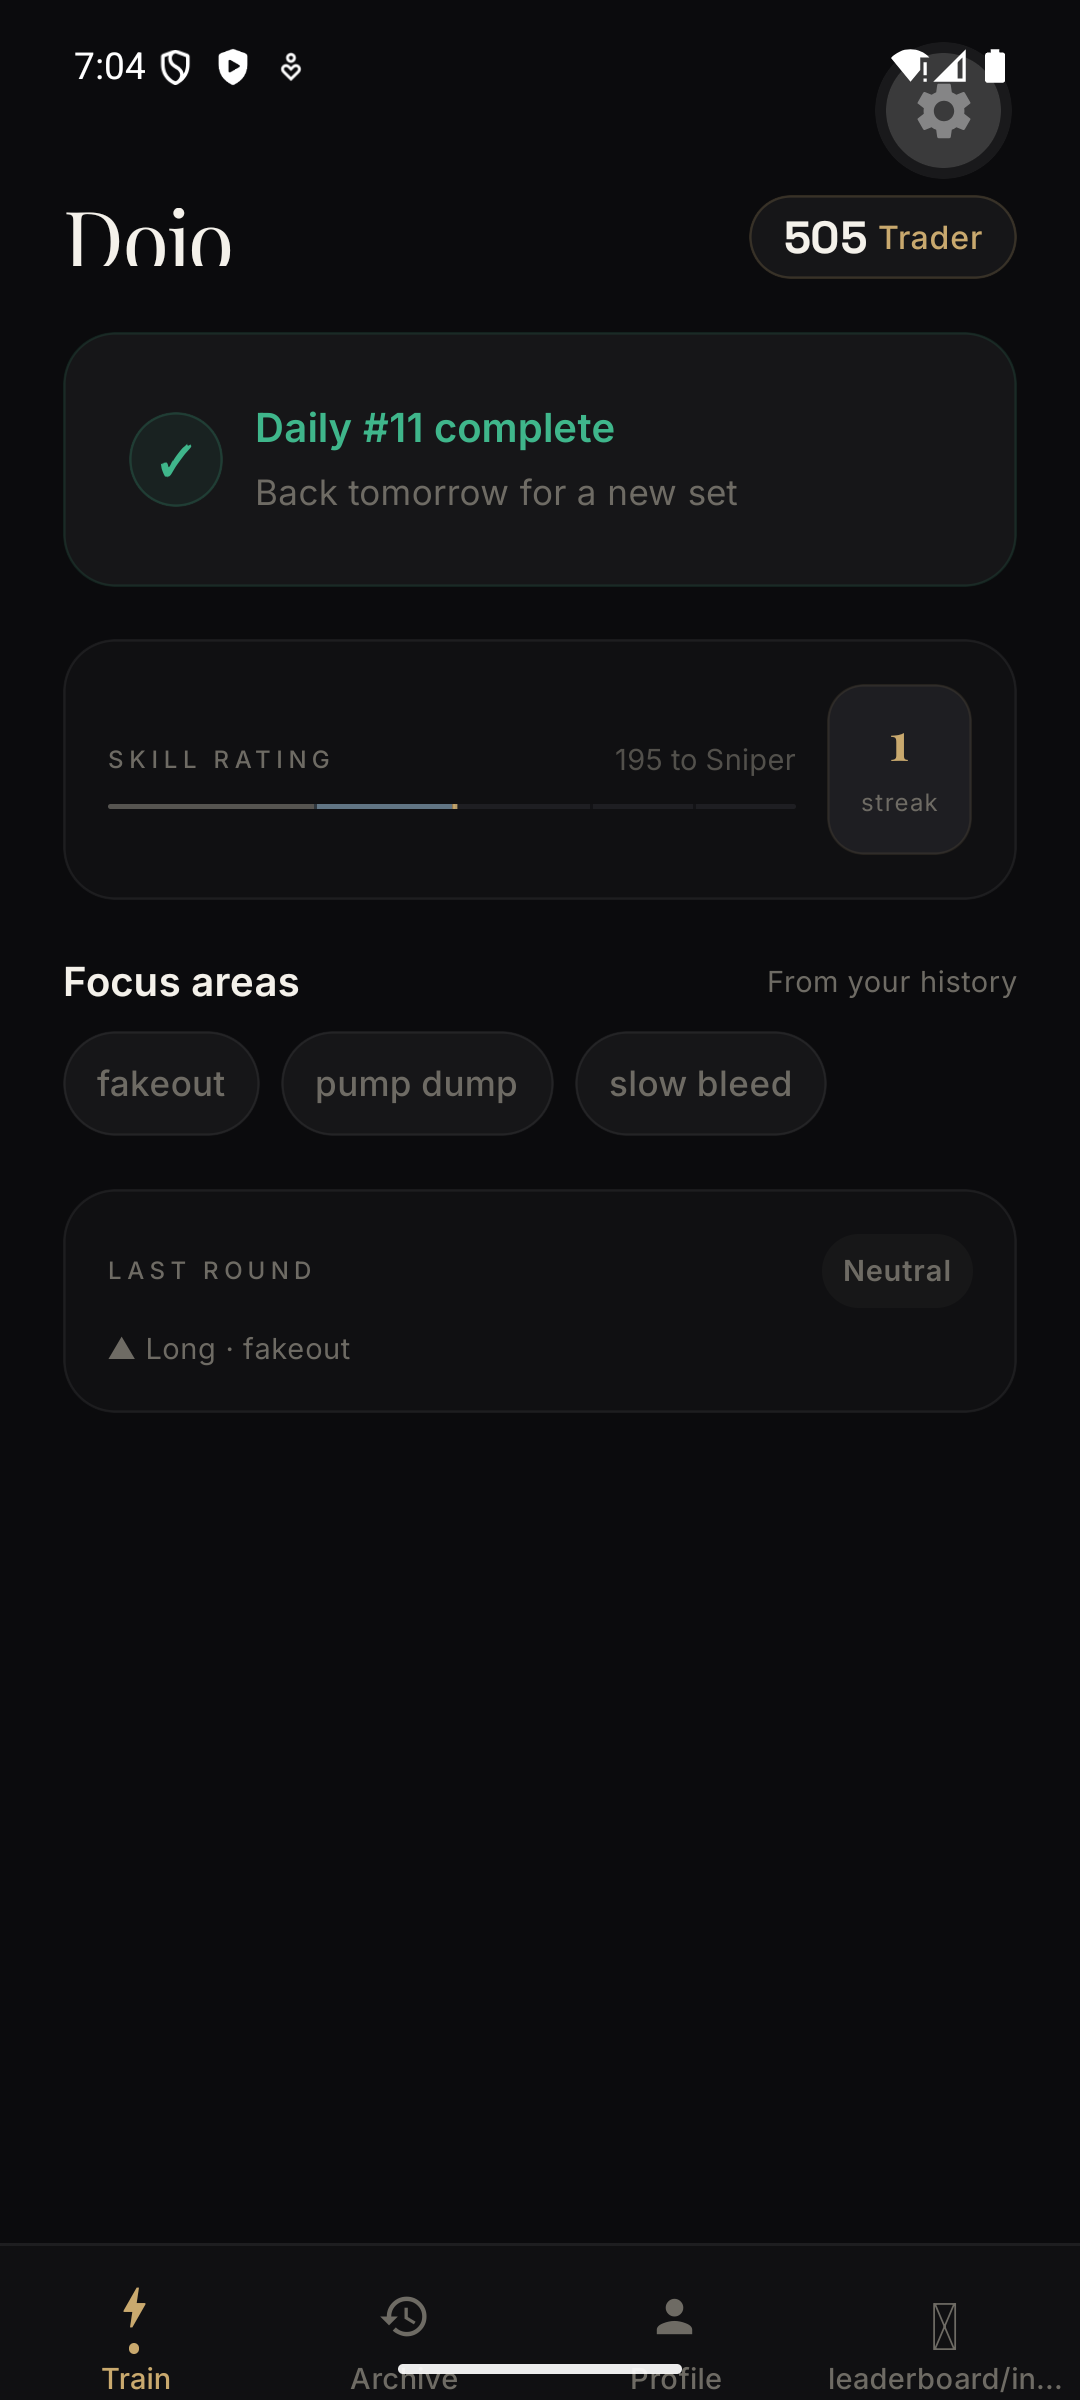 7:04
Dojo
505 Trader
✓
Daily #11 complete
Back tomorrow for a new set
SKILL RATING
195 to Sniper
1
streak
Focus areas
From your history
fakeout
pump dump
slow bleed
LAST ROUND
Neutral
▲ Long · fakeout
Train
Archive
Profile
leaderboard/in...